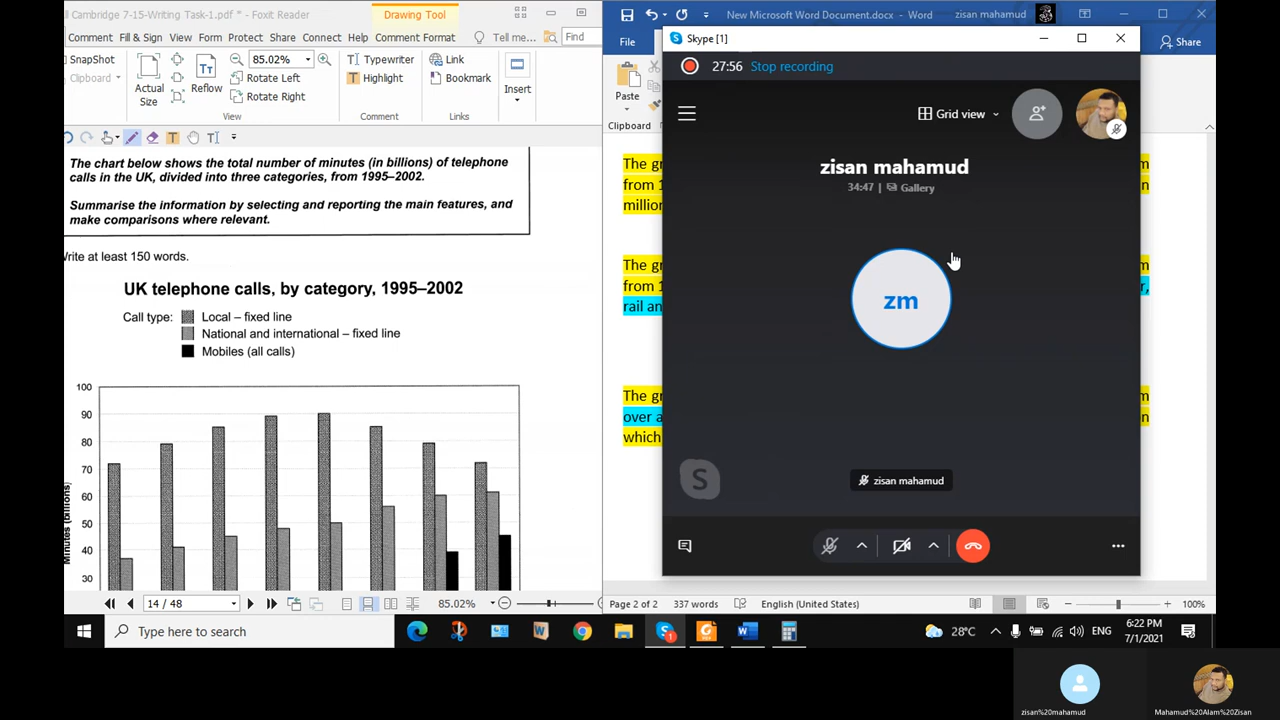 Cambridge 7-15-Writing Task-1.pdf * - Foxit Reader
Drawing Tool
Comment Fill & Sign View Form Protect Share Connect Help Comment Format Tell me... Find
SnapShot
Clipboard
Actual Size
Reflow
85.02%
Rotate Left
Rotate Right
View
Typewriter
Highlight
Comment
Link
Bookmark
Links
Insert
The chart below shows the total number of minutes (in billions) of telephone
calls in the UK, divided into three categories, from 1995–2002.
Summarise the information by selecting and reporting the main features, and
make comparisons where relevant.
Write at least 150 words.
UK telephone calls, by category, 1995–2002
Call type: Local – fixed line
National and international – fixed line
Mobiles (all calls)
100
90
80
70
60
50
40
30
Minutes (billions)
14 / 48
85.02%
New Microsoft Word Document.docx - Word
zisan mahamud
File
Share
Paste
Clipboard
The gr
m
from 1
n
million
The gr
m
from 1
r,
rail an
The gr
m
over a
n
which
Skype [1]
27:56 Stop recording
Grid view
zisan mahamud
34:47 | Gallery
zm
S
zisan mahamud
Page 2 of 2 337 words English (United States) 100%
Type here to search
28°C
ENG
6:22 PM
7/1/2021
zisan%20mahamud
Mahamud%20Alam%20Zisan